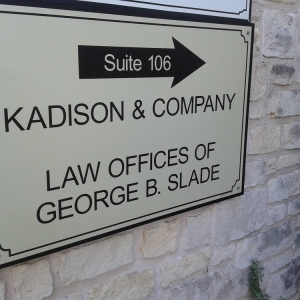 Suite 106
KADISON & COMPANY
LAW OFFICES OF
GEORGE B. SLADE